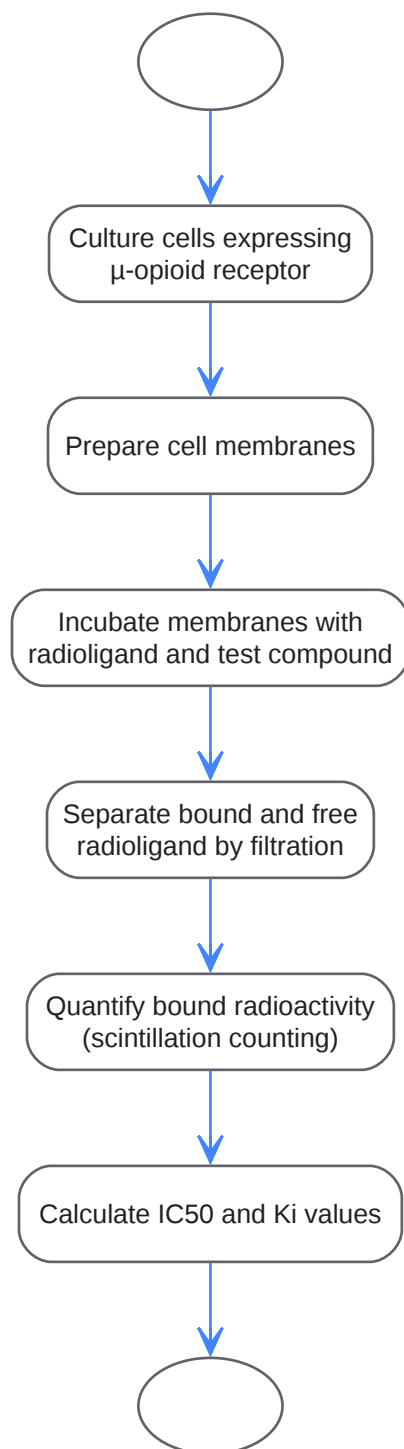 Culture cells expressing
µ-opioid receptor
Prepare cell membranes
Incubate membranes with
radioligand and test compound
Separate bound and free
radioligand by filtration
Quantify bound radioactivity
(scintillation counting)
Calculate IC50 and Ki values